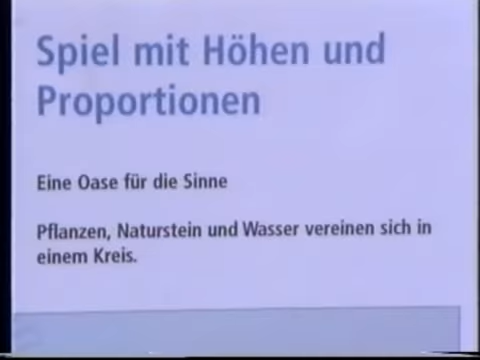 Spiel mit Höhen und
Proportionen
Eine Oase für die Sinne
Pflanzen, Naturstein und Wasser vereinen sich in
einem Kreis.